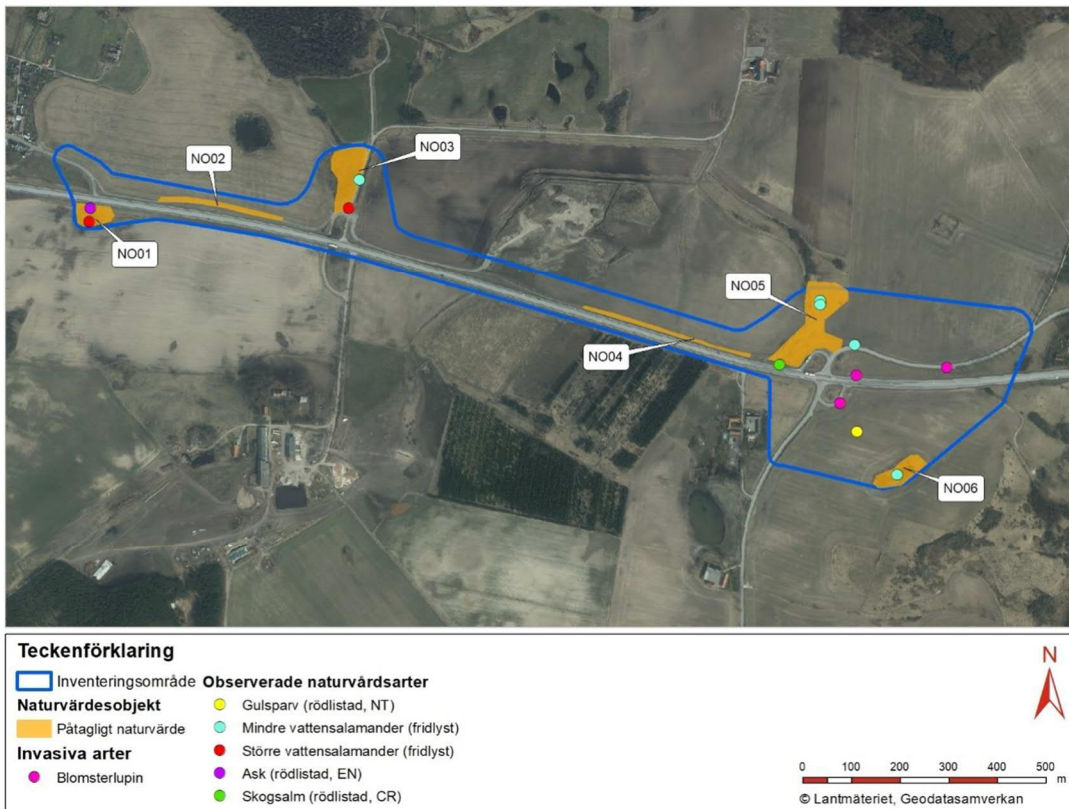 NO02
NO03
NO01
NO05
NO04
NO06
Teckenförklaring
Inventeringsområde
Naturvärdesobjekt
Påtagligt naturvärde
Invasiva arter
Blomsterlupin
Observerade naturvårdsarter
Gulsparv (rödlistad, NT)
Mindre vattensalamander (fridlyst)
Större vattensalamander (fridlyst)
Ask (rödlistad, EN)
Skogsalm (rödlistad, CR)
N
0 100 200 300 400 500
m
© Lantmäteriet, Geodatasamverkan